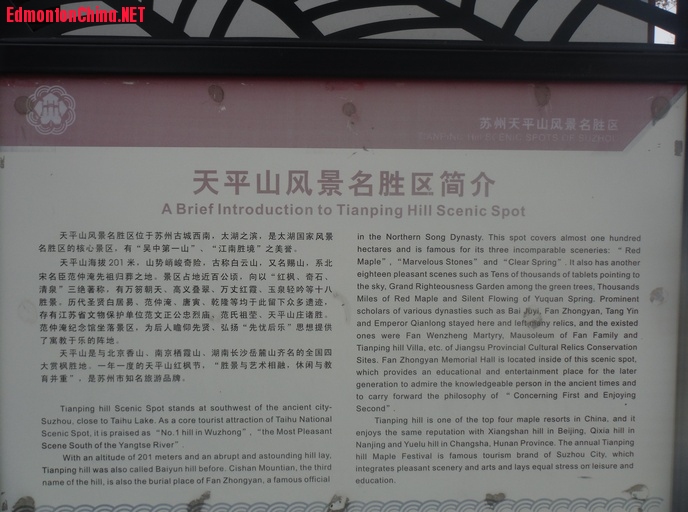 EdmontonChina.NET
苏州天平山风景名胜区
TIANPING HILL SCENIC SPOTS OF SUZHOU
天平山风景名胜区简介
A Brief Introduction to Tianping Hill Scenic Spot
天平山风景名胜区位于苏州古城西南,太湖之滨,是太湖国家风景
名胜区的核心景区,有“吴中第一山”、“江南胜境”之美誉。
天平山海拔 201 米,山势峭峻奇险,古称白云山,又名赐山,系北
宋名臣范仲淹先祖归葬之地。景区占地近百公顷,向以“红枫、奇石、
清泉”三绝著称,有万笏朝天、高义叠翠、万丈红霞、玉泉轻吟等十八
胜景,历代圣贤白居易、范仲淹、唐寅、乾隆等均于此留下众多遗迹,
存有江苏省文物保护单位范文正公忠烈庙、范氏祖茔、天平山庄诸胜。
范仲淹纪念馆坐落景区,为后人瞻仰先贤、弘扬“先忧后乐”思想提供
了寓教于乐的阵地。
天平山是与北京香山、南京栖霞山、湖南长沙岳麓山齐名的全国四
大赏枫胜地,一年一度的天平山红枫节,“胜景与艺术相融,休闲与教
育并重”,是苏州市知名旅游品牌。
Tianping hill Scenic Spot stands at southwest of the ancient city-
Suzhou, close to Taihu Lake. As a core tourist attraction of Taihu National
Scenic Spot, it is praised as “No.1 hill in Wuzhong”, “the Most Pleasant
Scene South of the Yangtse River”.
With an altitude of 201 meters and an abrupt and astounding hill lay,
Tianping hill was also called Baiyun hill before. Cishan Mountian, the third
name of the hill, is also the burial place of Fan Zhongyan, a famous official
in the Northern Song Dynasty. This spot covers almost one hundred
hectares and is famous for its three incomparable sceneries: “Red
Maple”, “Marvelous Stones” and “Clear Spring”. It also has another
eighteen pleasant scenes such as Tens of thousands of tablets pointing to
the sky, Grand Righteousness Garden among the green trees, Thousands
Miles of Red Maple and Silent Flowing of Yuquan Spring. Prominent
scholars of various dynasties such as Bai Juyi, Fan Zhongyan, Tang Yin
and Emperor Qianlong stayed here and left many relics, and the existed
ones were Fan Wenzheng Martyry, Mausoleum of Fan Family and
Tianping hill Villa, etc. of Jiangsu Provincial Cultural Relics Conservation
Sites. Fan Zhongyan Memorial Hall is located inside of this scenic spot,
which provides an educational and entertainment place for the later
generation to admire the knowledgeable person in the ancient times and
to carry forward the philosophy of “Concerning First and Enjoying
Second”.
Tianping hill is one of the top four maple resorts in China, and it
enjoys the same reputation with Xiangshan hill in Beijing, Qixia hill in
Nanjing and Yuelu hill in Changsha, Hunan Province. The annual Tianping
hill Maple Festival is famous tourism brand of Suzhou City, which
integrates pleasant scenery and arts and lays equal stress on leisure and
education.